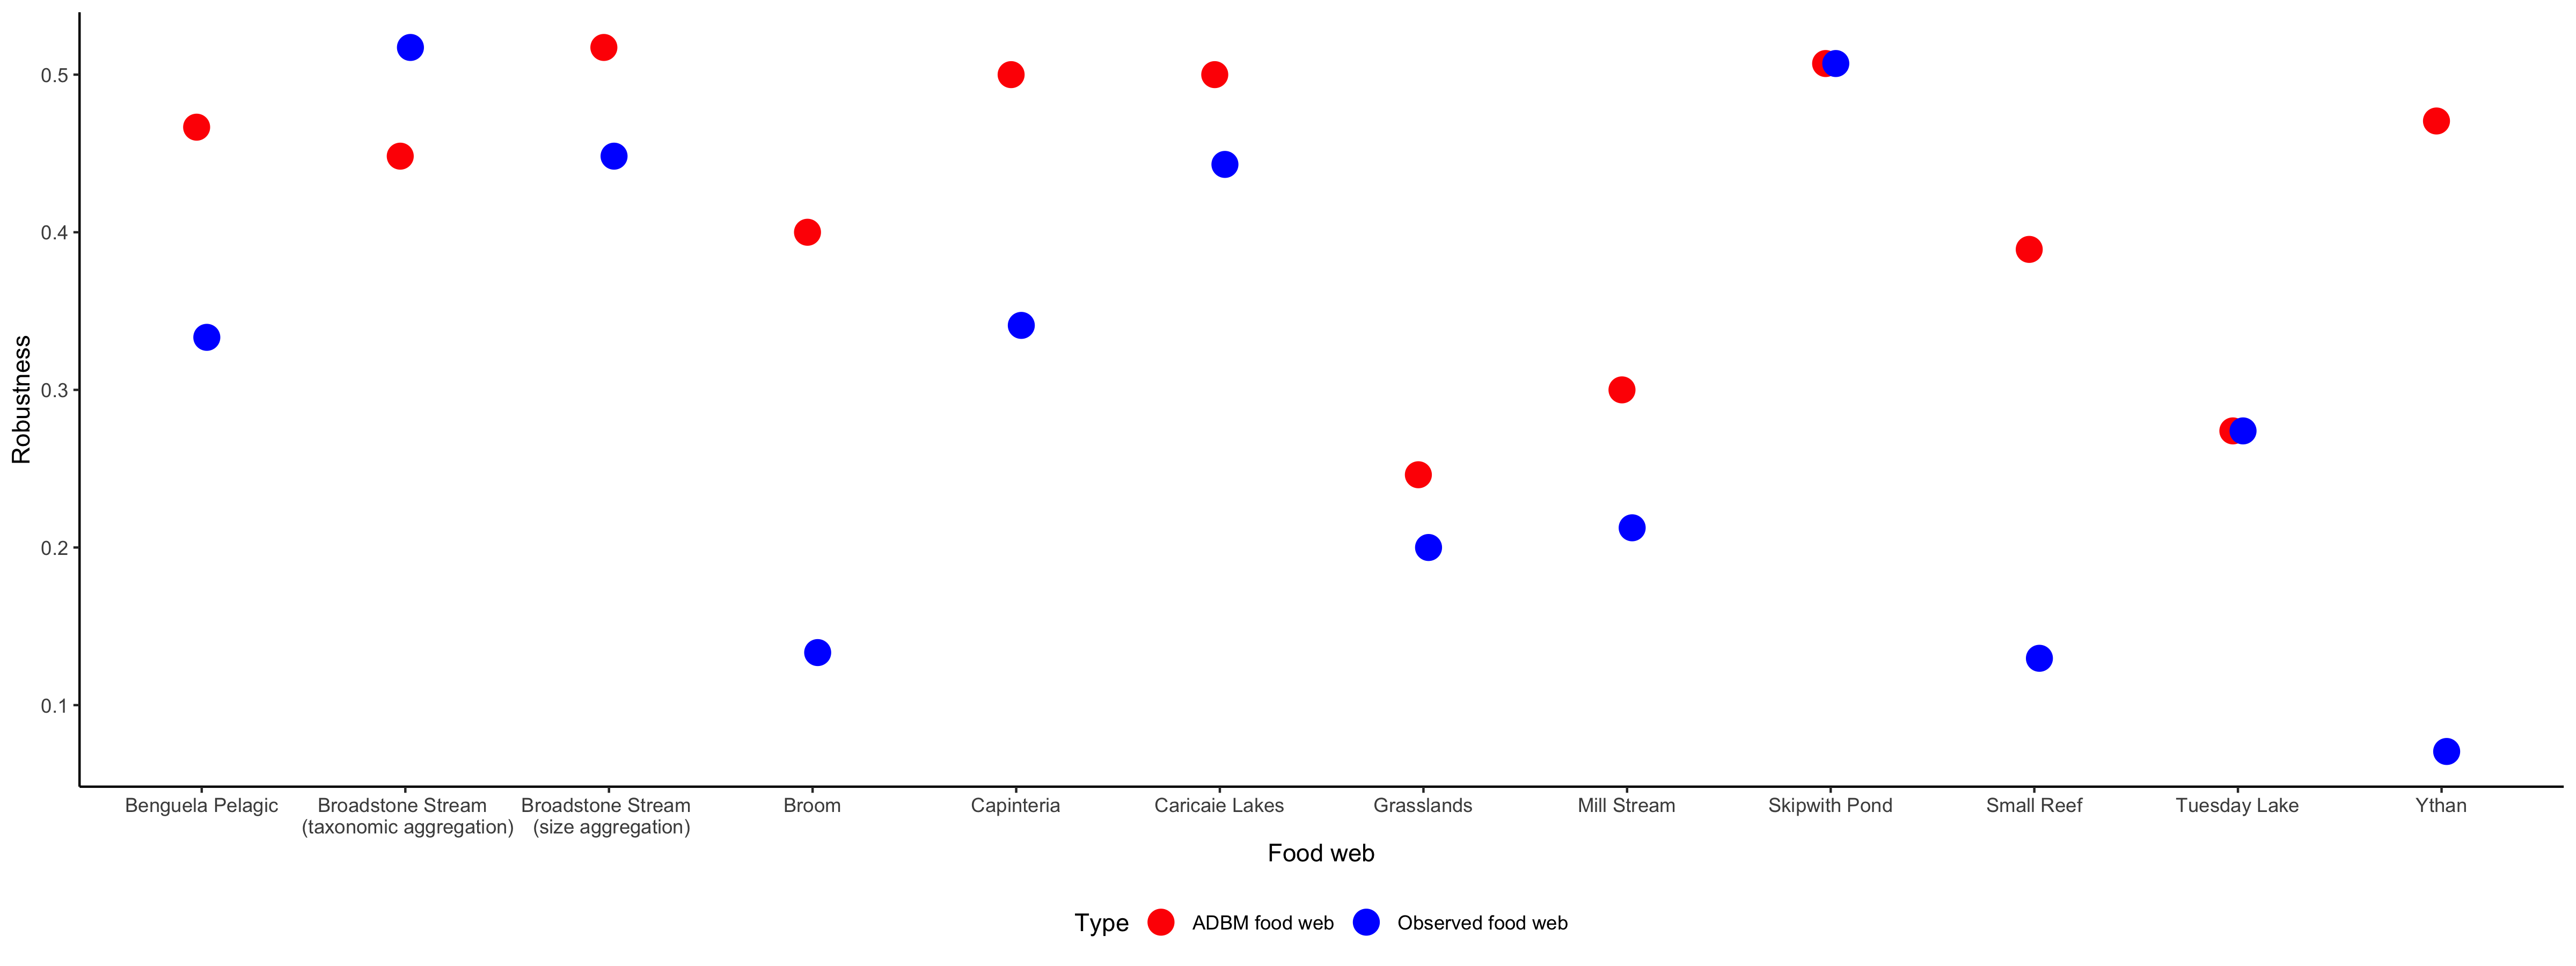 Robustness
0.5
0.4
0.3
0.2
0.1
Benguela Pelagic
Broadstone Stream
(taxonomic aggregation)
Broadstone Stream
(size aggregation)
Broom
Capinteria
Caricaie Lakes
Grasslands
Mill Stream
Skipwith Pond
Small Reef
Tuesday Lake
Ythan
Food web
Type ADBM food web Observed food web